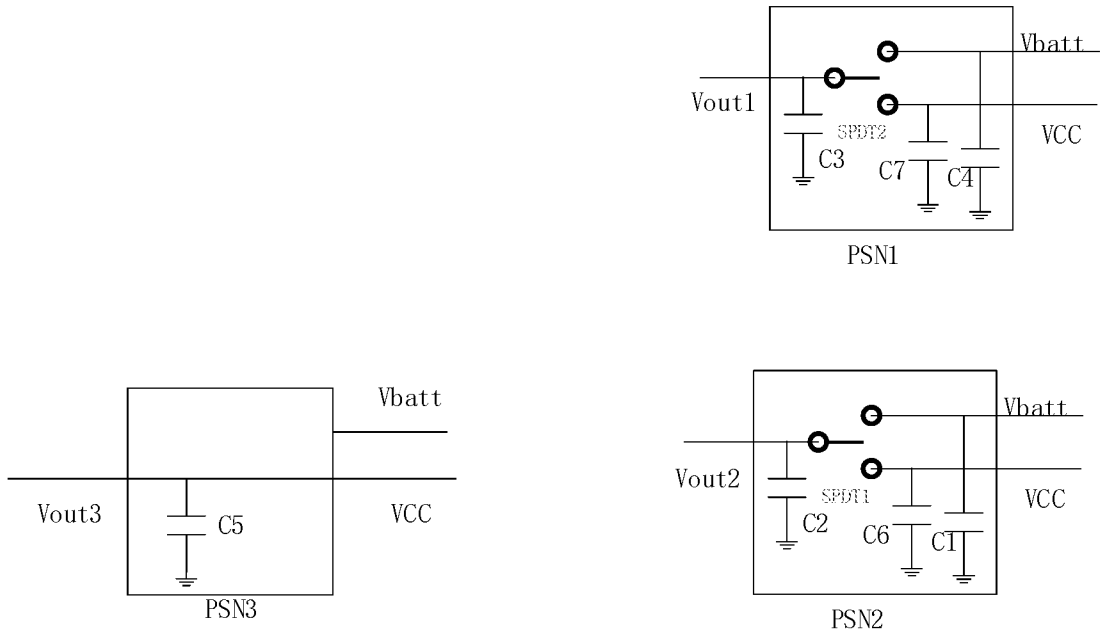 Vbatt
Vout1
SPDT2
VCC
C3
C7
C4
PSN1
Vbatt
Vout3
C5
VCC
PSN3
Vbatt
Vout2
SPDT1
VCC
C2
C6
C1
PSN2